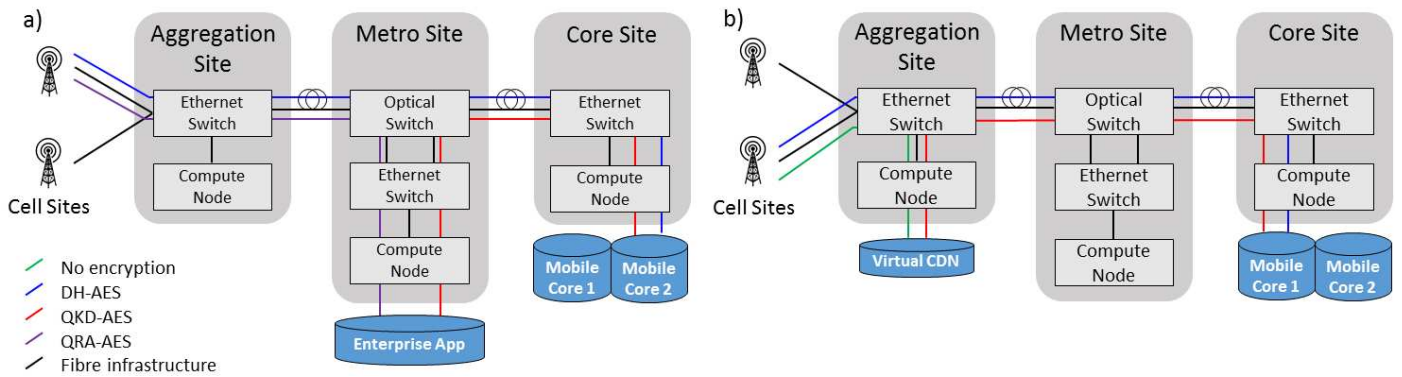 a)
Aggregation
Site
Metro Site
Core Site
Ethernet
Switch
Optical
Switch
Ethernet
Switch
Compute
Node
Ethernet
Switch
Compute
Node
Compute
Node
Cell Sites
Mobile
Core 1
Mobile
Core 2
Enterprise App
No encryption
DH-AES
QKD-AES
QRA-AES
Fibre infrastructure
b)
Aggregation
Site
Metro Site
Core Site
Ethernet
Switch
Optical
Switch
Ethernet
Switch
Compute
Node
Ethernet
Switch
Compute
Node
Cell Sites
Virtual CDN
Compute
Node
Mobile
Core 1
Mobile
Core 2